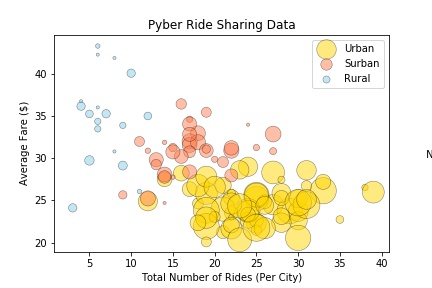 Pyber Ride Sharing Data
Urban
Surban
Rural
Average Fare ($)
40
35
30
25
20
5 10 15 20 25 30 35 40
Total Number of Rides (Per City)
N